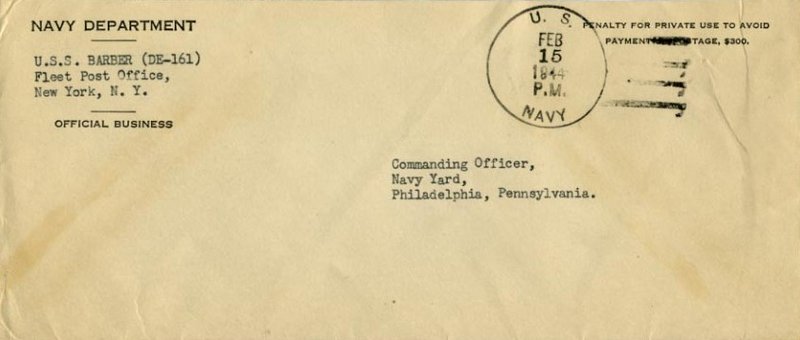 NAVY DEPARTMENT
U.S.S. BARBER (DE-161)
Fleet Post Office,
New York, N. Y.
OFFICIAL BUSINESS
U. S.
FEB
15
1944
P.M.
NAVY
PENALTY FOR PRIVATE USE TO AVOID
PAYMENT TAGE, $300.
Commanding Officer,
Navy Yard,
Philadelphia, Pennsylvania.